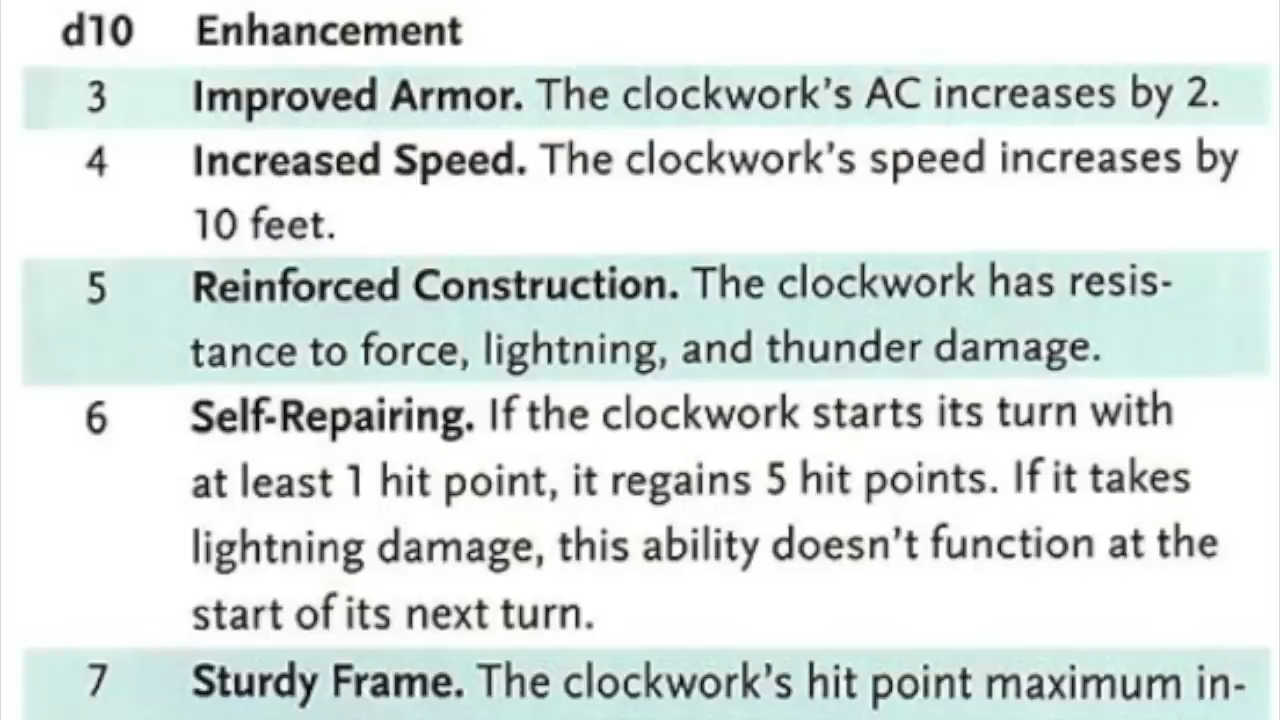 d10 Enhancement
3 Improved Armor. The clockwork's AC increases by 2.
4 Increased Speed. The clockwork's speed increases by
10 feet.
5 Reinforced Construction. The clockwork has resis-
tance to force, lightning, and thunder damage.
6 Self-Repairing. If the clockwork starts its turn with
at least 1 hit point, it regains 5 hit points. If it takes
lightning damage, this ability doesn't function at the
start of its next turn.
7 Sturdy Frame. The clockwork's hit point maximum in-